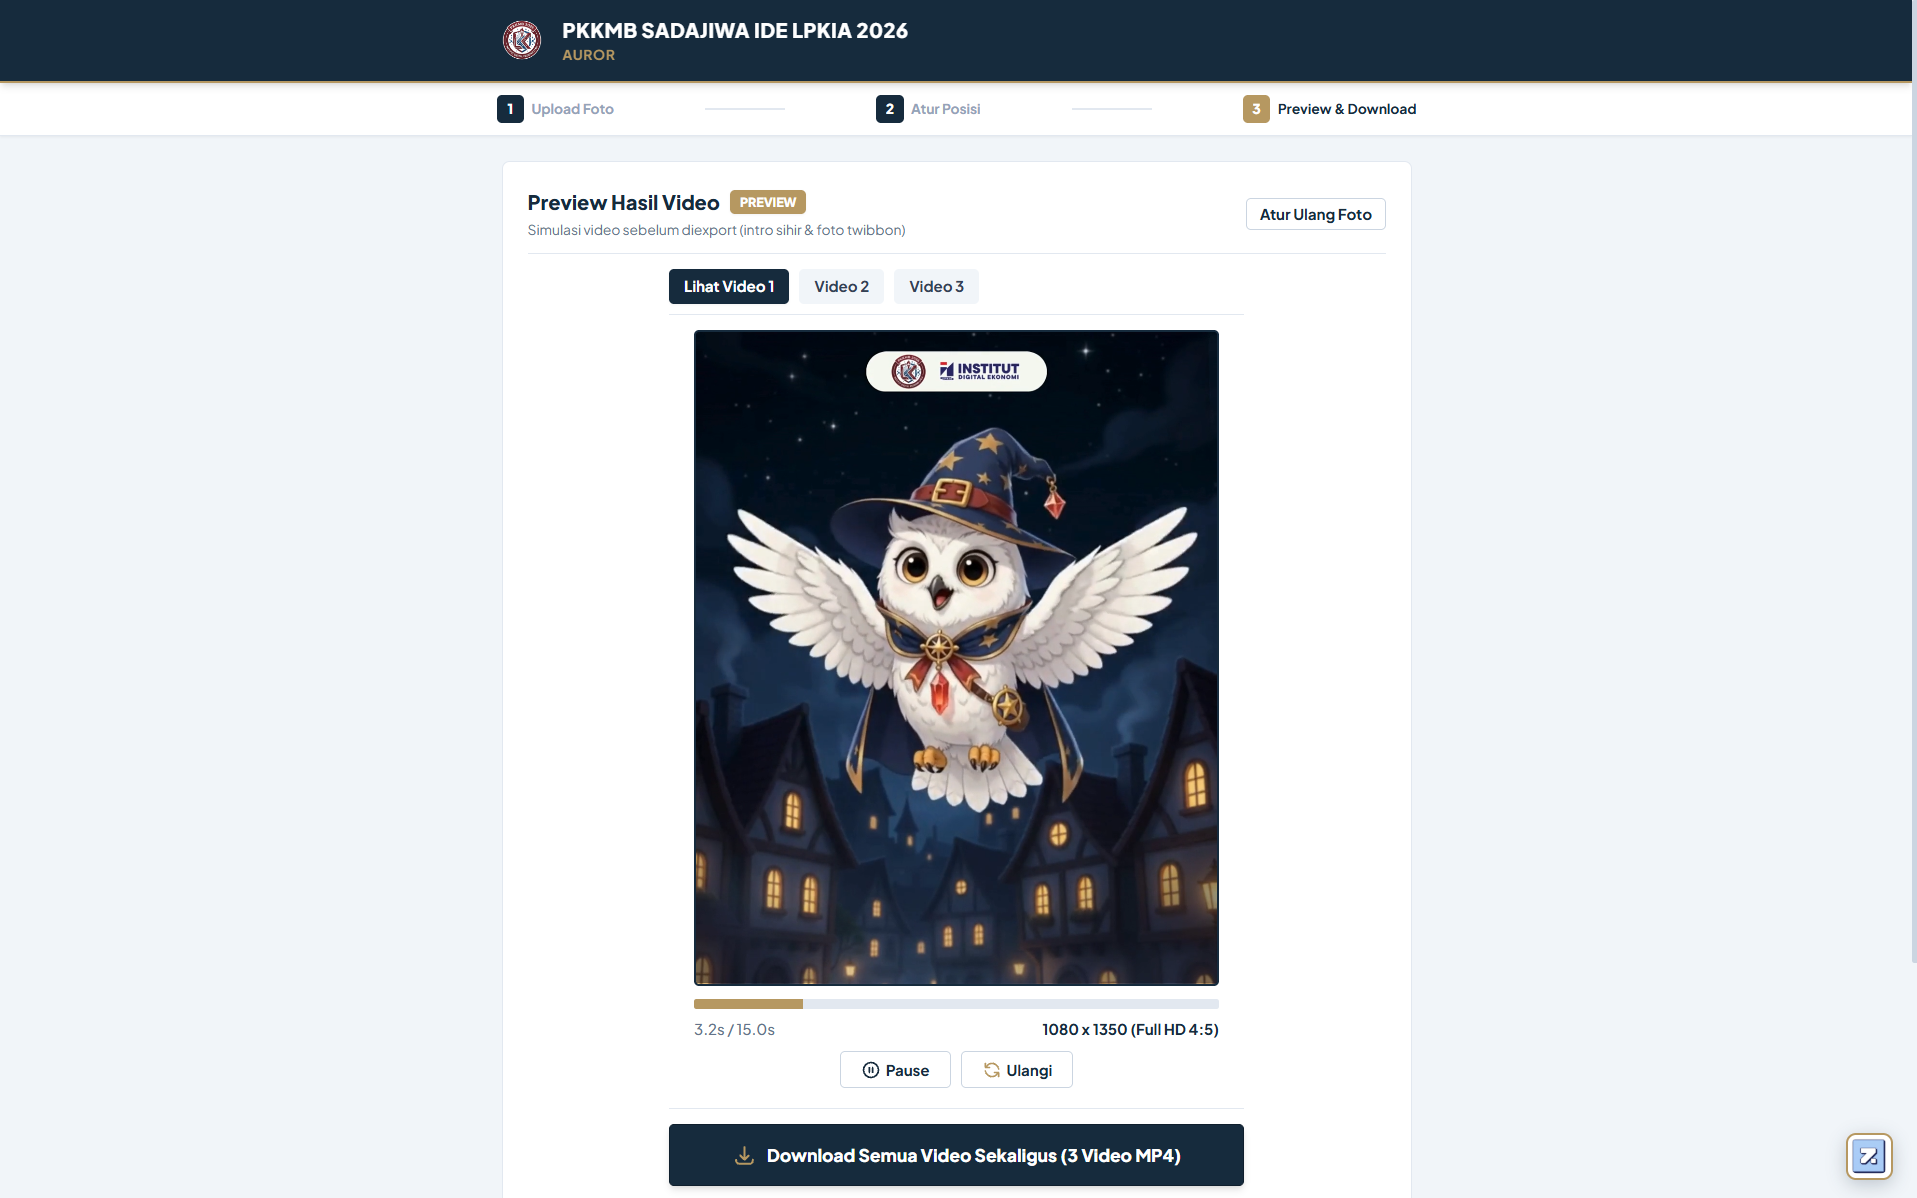 PKKMB SADAJIWA IDE LPKIA 2026
AUROR
1 Upload Foto
2 Atur Posisi
3 Preview & Download
Preview Hasil Video PREVIEW
Simulasi video sebelum diexport (intro sihir & foto twibbon)
Atur Ulang Foto
Lihat Video 1
Video 2
Video 3
INSTITUT
DIGITAL EKONOMI
3.2s / 15.0s
1080 x 1350 (Full HD 4:5)
Pause
Ulangi
Download Semua Video Sekaligus (3 Video MP4)